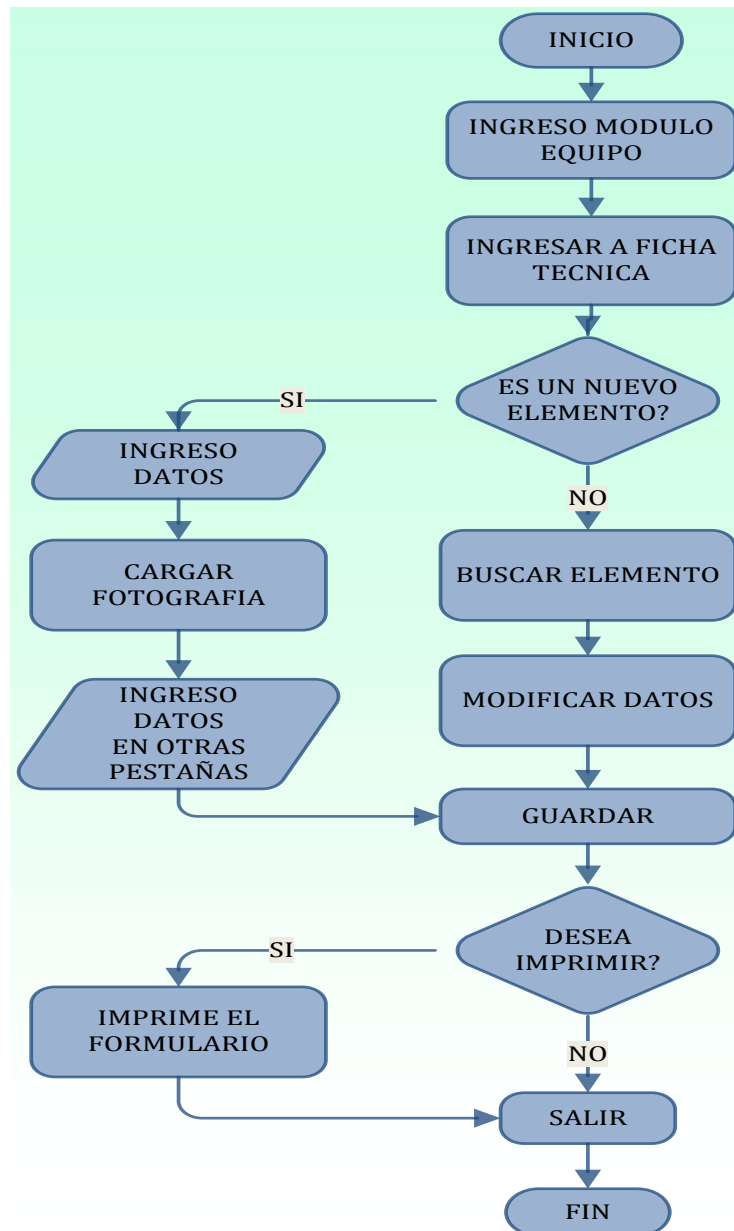 INICIO
INGRESO MODULO
EQUIPO
INGRESAR A FICHA
TECNICA
ES UN NUEVO
ELEMENTO?
SI
INGRESO
DATOS
NO
CARGAR
FOTOGRAFIA
BUSCAR ELEMENTO
INGRESO
DATOS
EN OTRAS
PESTAÑAS
MODIFICAR DATOS
GUARDAR
DESEA
IMPRIMIR?
SI
IMPRIME EL
FORMULARIO
NO
SALIR
FIN